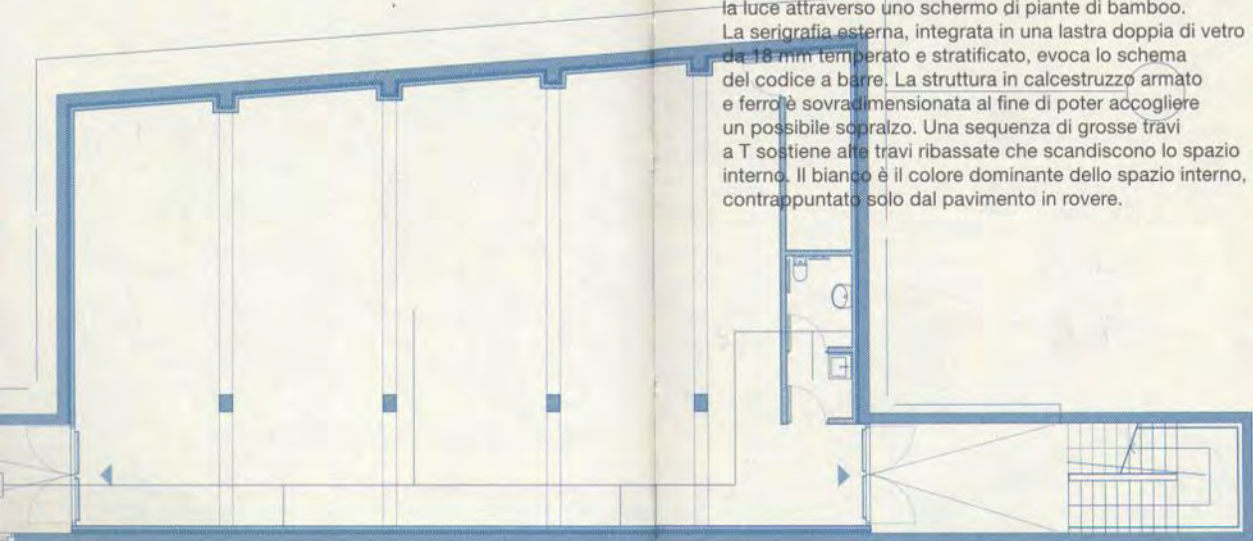 la luce attraverso uno schermo di piante di bamboo.
La serigrafia esterna, integrata in una lastra doppia di vetro
da 18 mm temperato e stratificato, evoca lo schema
del codice a barre. La struttura in calcestruzzo armato
e ferro è sovradimensionata al fine di poter accogliere
un possibile sopralzo. Una sequenza di grosse travi
a T sostiene alte travi ribassate che scandiscono lo spazio
interno. Il bianco è il colore dominante dello spazio interno,
contrappuntato solo dal pavimento in rovere.